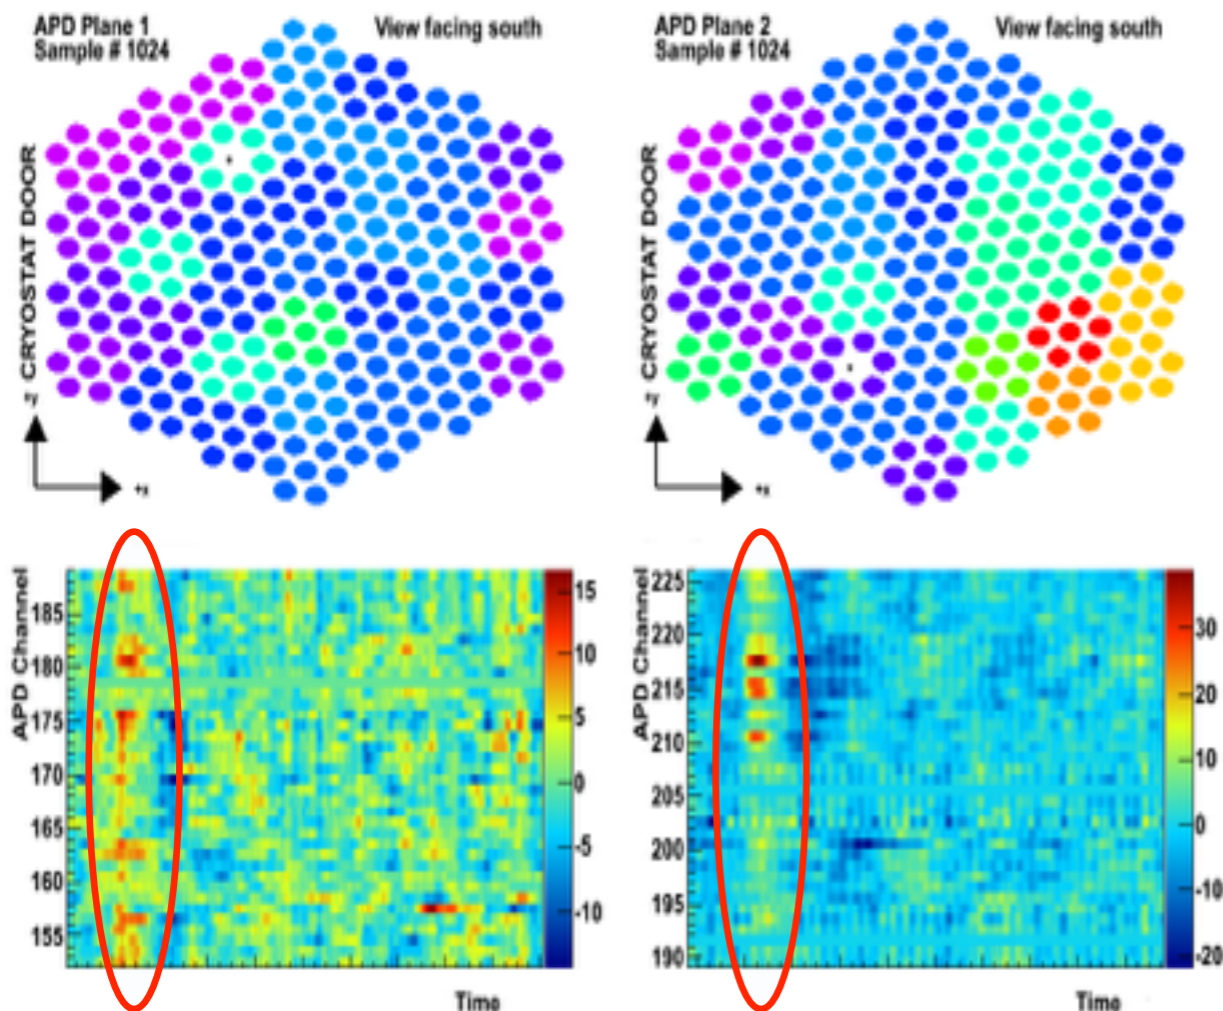 APD Plane 1
Sample # 1024
View facing south
CRYOSTAT DOOR
+y
+x
APD Plane 2
Sample # 1024
View facing south
CRYOSTAT DOOR
+y
+x
APD Channel
185
180
175
170
165
160
155
15
10
5
0
-5
-10
Time
APD Channel
225
220
215
210
205
200
195
190
30
20
10
0
-10
-20
Time